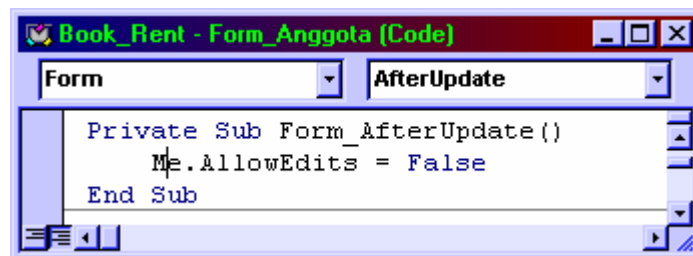 Book_Rent - Form_Anggota (Code)
Form AfterUpdate
Private Sub Form_AfterUpdate()
Me.AllowEdits = False
End Sub